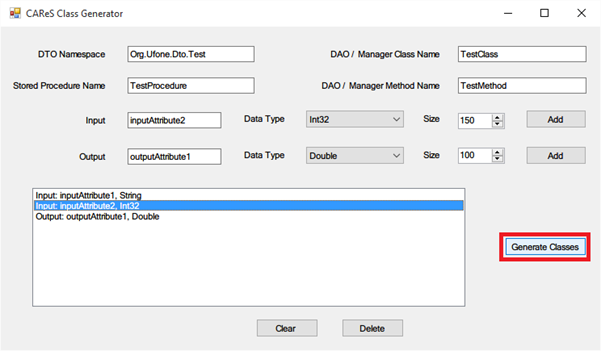 CAReS Class Generator
DTO Namespace Org.Ufone.Dto.Test DAO / Manager Class Name TestClass
Stored Procedure Name TestProcedure DAO / Manager Method Name TestMethod
Input inputAttribute2 Data Type Int32 Size 150 Add
Output outputAttribute1 Data Type Double Size 100 Add
Input: inputAttribute1, String
Input: inputAttribute2, Int32
Output: outputAttribute1, Double
Generate Classes
Clear Delete